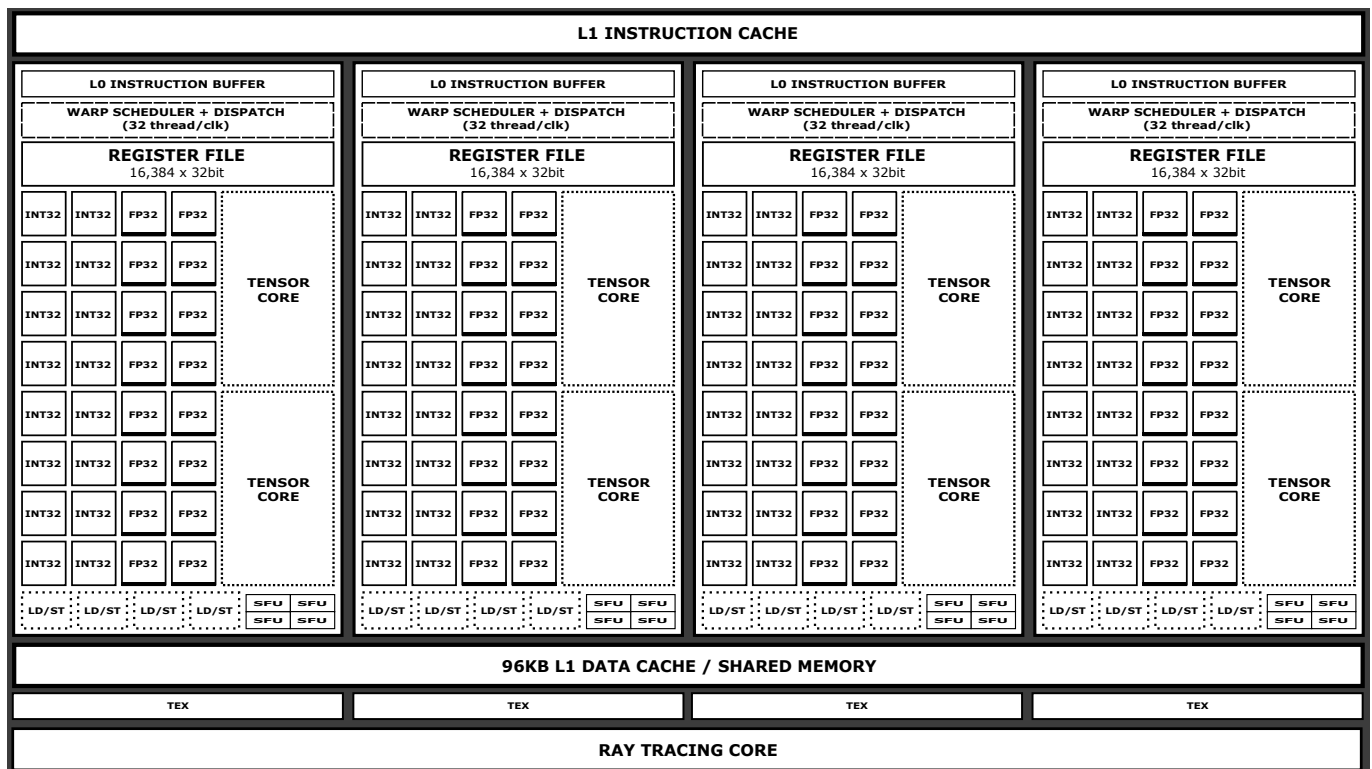 L1 INSTRUCTION CACHE
L0 INSTRUCTION BUFFER L0 INSTRUCTION BUFFER L0 INSTRUCTION BUFFER L0 INSTRUCTION BUFFER
WARP SCHEDULER + DISPATCH WARP SCHEDULER + DISPATCH WARP SCHEDULER + DISPATCH WARP SCHEDULER + DISPATCH
(32 thread/clk) (32 thread/clk) (32 thread/clk) (32 thread/clk)
REGISTER FILE REGISTER FILE REGISTER FILE REGISTER FILE
16,384 x 32bit 16,384 x 32bit 16,384 x 32bit 16,384 x 32bit
INT32 INT32 FP32 FP32 INT32 INT32 FP32 FP32 INT32 INT32 FP32 FP32 INT32 INT32 FP32 FP32
INT32 INT32 FP32 FP32 INT32 INT32 FP32 FP32 INT32 INT32 FP32 FP32 INT32 INT32 FP32 FP32
TENSOR TENSOR TENSOR TENSOR
CORE CORE CORE CORE
INT32 INT32 FP32 FP32 INT32 INT32 FP32 FP32 INT32 INT32 FP32 FP32 INT32 INT32 FP32 FP32
INT32 INT32 FP32 FP32 INT32 INT32 FP32 FP32 INT32 INT32 FP32 FP32 INT32 INT32 FP32 FP32
INT32 INT32 FP32 FP32 INT32 INT32 FP32 FP32 INT32 INT32 FP32 FP32 INT32 INT32 FP32 FP32
INT32 INT32 FP32 FP32 INT32 INT32 FP32 FP32 INT32 INT32 FP32 FP32 INT32 INT32 FP32 FP32
TENSOR TENSOR TENSOR TENSOR
CORE CORE CORE CORE
INT32 INT32 FP32 FP32 INT32 INT32 FP32 FP32 INT32 INT32 FP32 FP32 INT32 INT32 FP32 FP32
INT32 INT32 FP32 FP32 INT32 INT32 FP32 FP32 INT32 INT32 FP32 FP32 INT32 INT32 FP32 FP32
SFU SFU SFU SFU SFU SFU SFU SFU
LD/ST LD/ST LD/ST LD/ST LD/ST LD/ST LD/ST LD/ST LD/ST LD/ST LD/ST LD/ST LD/ST LD/ST LD/ST LD/ST
SFU SFU SFU SFU SFU SFU SFU SFU
96KB L1 DATA CACHE / SHARED MEMORY
TEX TEX TEX TEX
RAY TRACING CORE